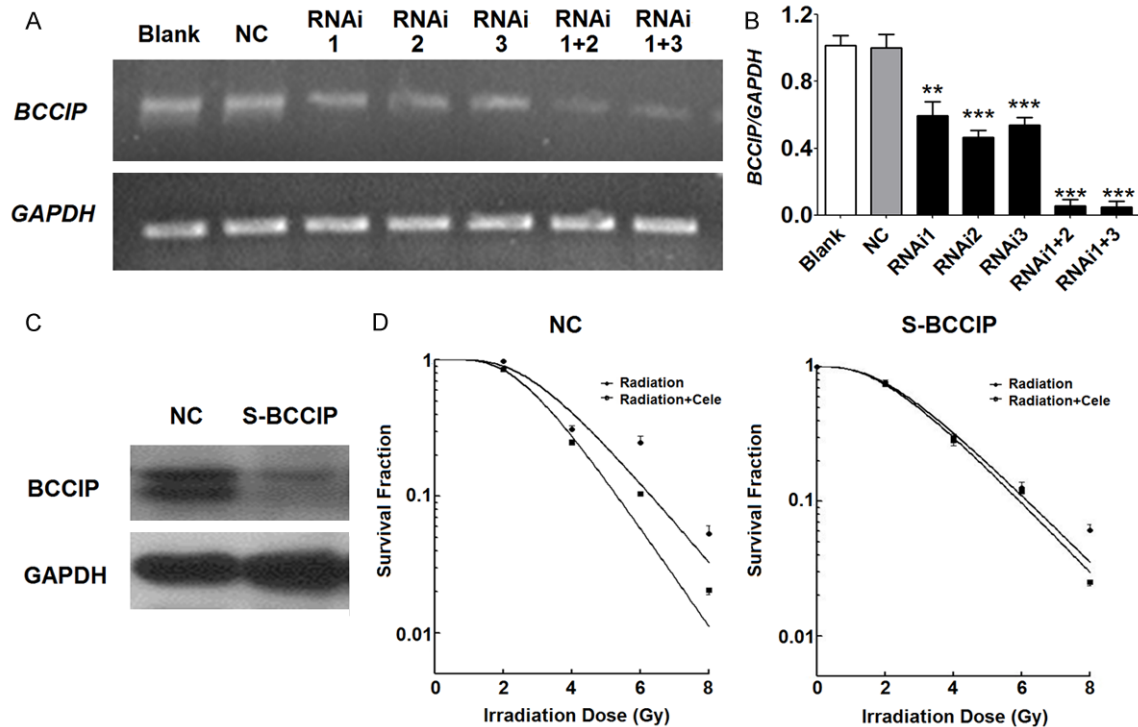 A
Blank NC RNAi 1 RNAi 2 RNAi 3 RNAi 1+2 RNAi 1+3
BCCIP
GAPDH
B
BCCIP/GAPDH
1.2
0.8
0.4
0.0
** *** *** *** ***
Blank NC RNAi1 RNAi2 RNAi3 RNAi1+2 RNAi1+3
C
NC S-BCCIP
BCCIP
GAPDH
D
NC
Survival Fraction
1
0.1
0.01
Radiation
Radiation+Cele
0 2 4 6 8
Irradiation Dose (Gy)
S-BCCIP
Survival Fraction
1
0.1
0.01
Radiation
Radiation+Cele
0 2 4 6 8
Irradiation Dose (Gy)